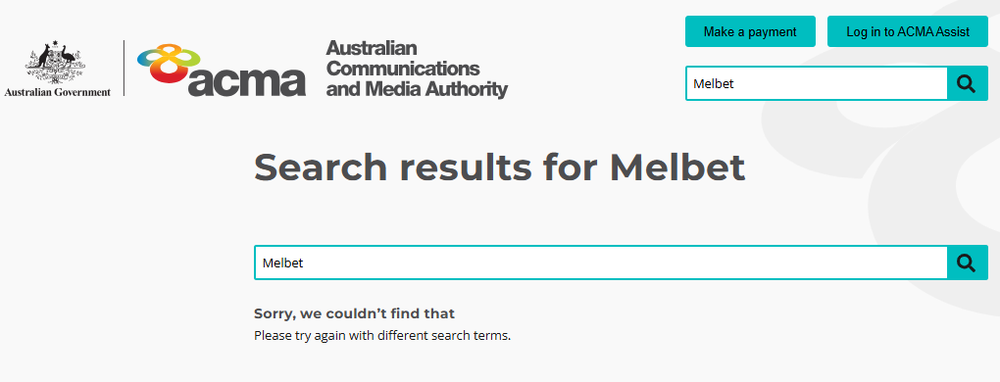 Make a payment
Log in to ACMA Assist
Australian Government
acma
Australian
Communications
and Media Authority
Melbet
Search results for Melbet
Melbet
Sorry, we couldn’t find that
Please try again with different search terms.